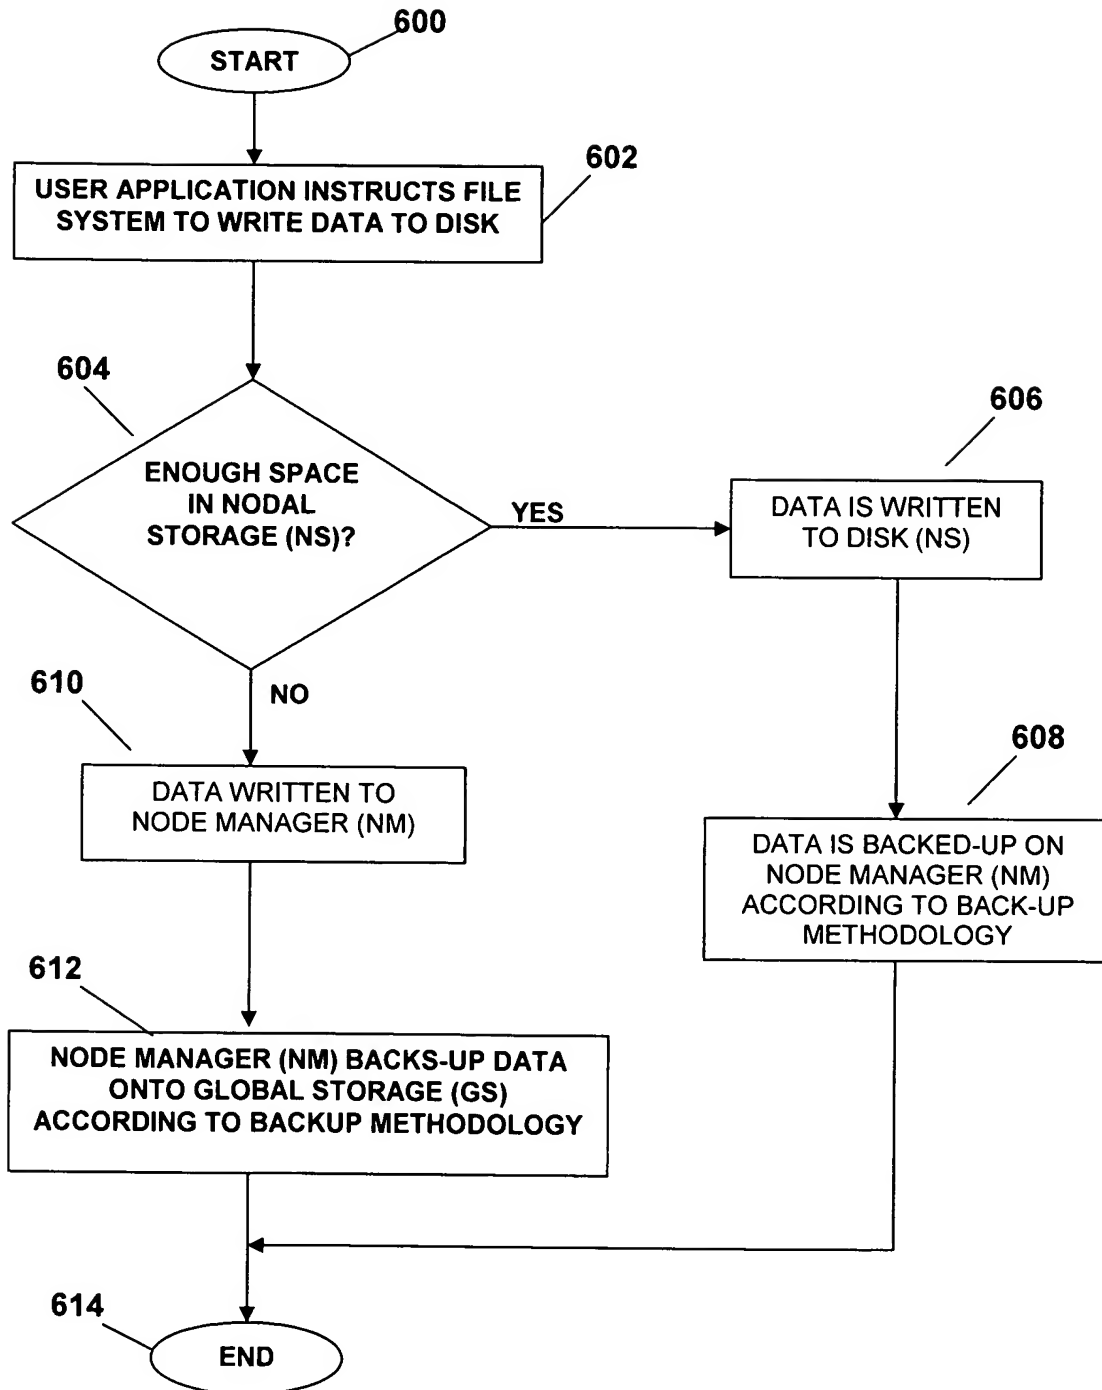 600
START
602
USER APPLICATION INSTRUCTS FILE
SYSTEM TO WRITE DATA TO DISK
604
ENOUGH SPACE
IN NODAL
STORAGE (NS)?
YES
606
DATA IS WRITTEN
TO DISK (NS)
NO
610
DATA WRITTEN TO
NODE MANAGER (NM)
608
DATA IS BACKED-UP ON
NODE MANAGER (NM)
ACCORDING TO BACK-UP
METHODOLOGY
612
NODE MANAGER (NM) BACKS-UP DATA
ONTO GLOBAL STORAGE (GS)
ACCORDING TO BACKUP METHODOLOGY
614
END